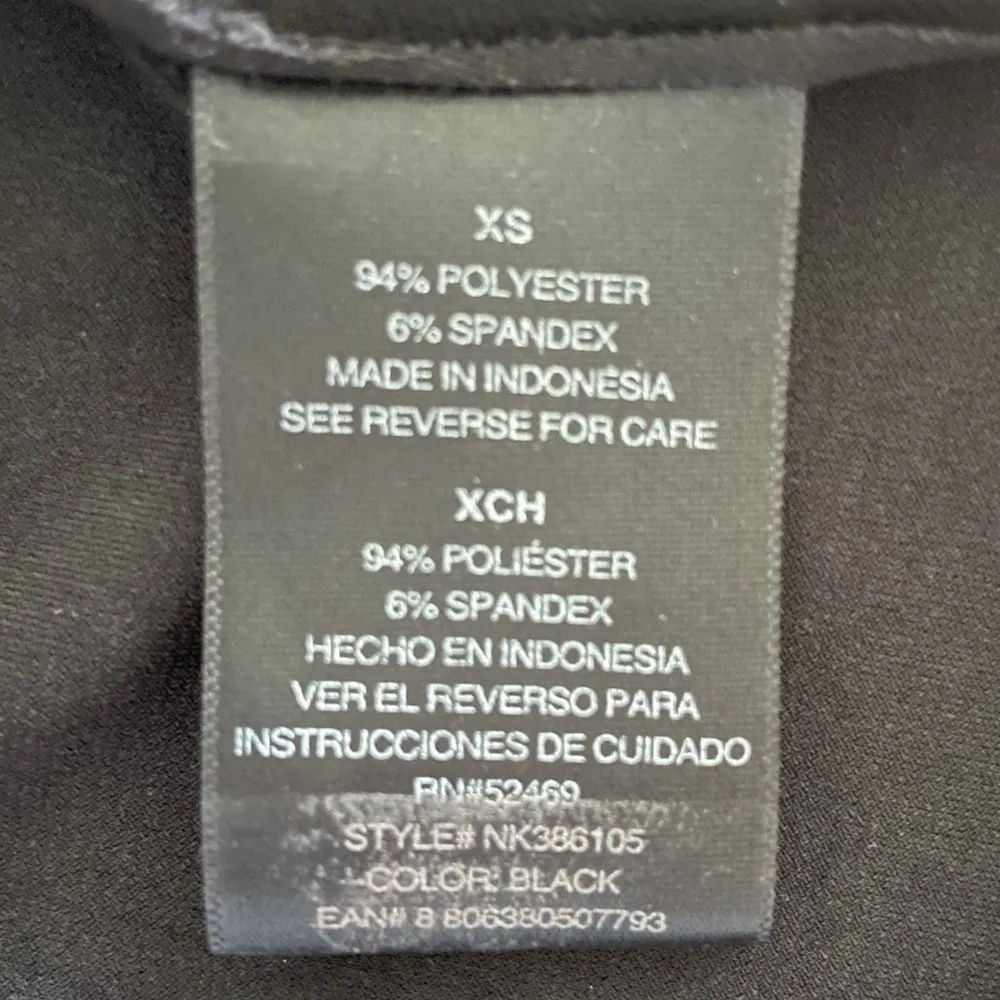 XS
94% POLYESTER
6% SPANDEX
MADE IN INDONESIA
SEE REVERSE FOR CARE
XCH
94% POLIÉSTER
6% SPANDEX
HECHO EN INDONESIA
VER EL REVERSO PARA
INSTRUCCIONES DE CUIDADO
RN#52469
STYLE# NK386105
COLOR: BLACK
EAN# 8 806380507793